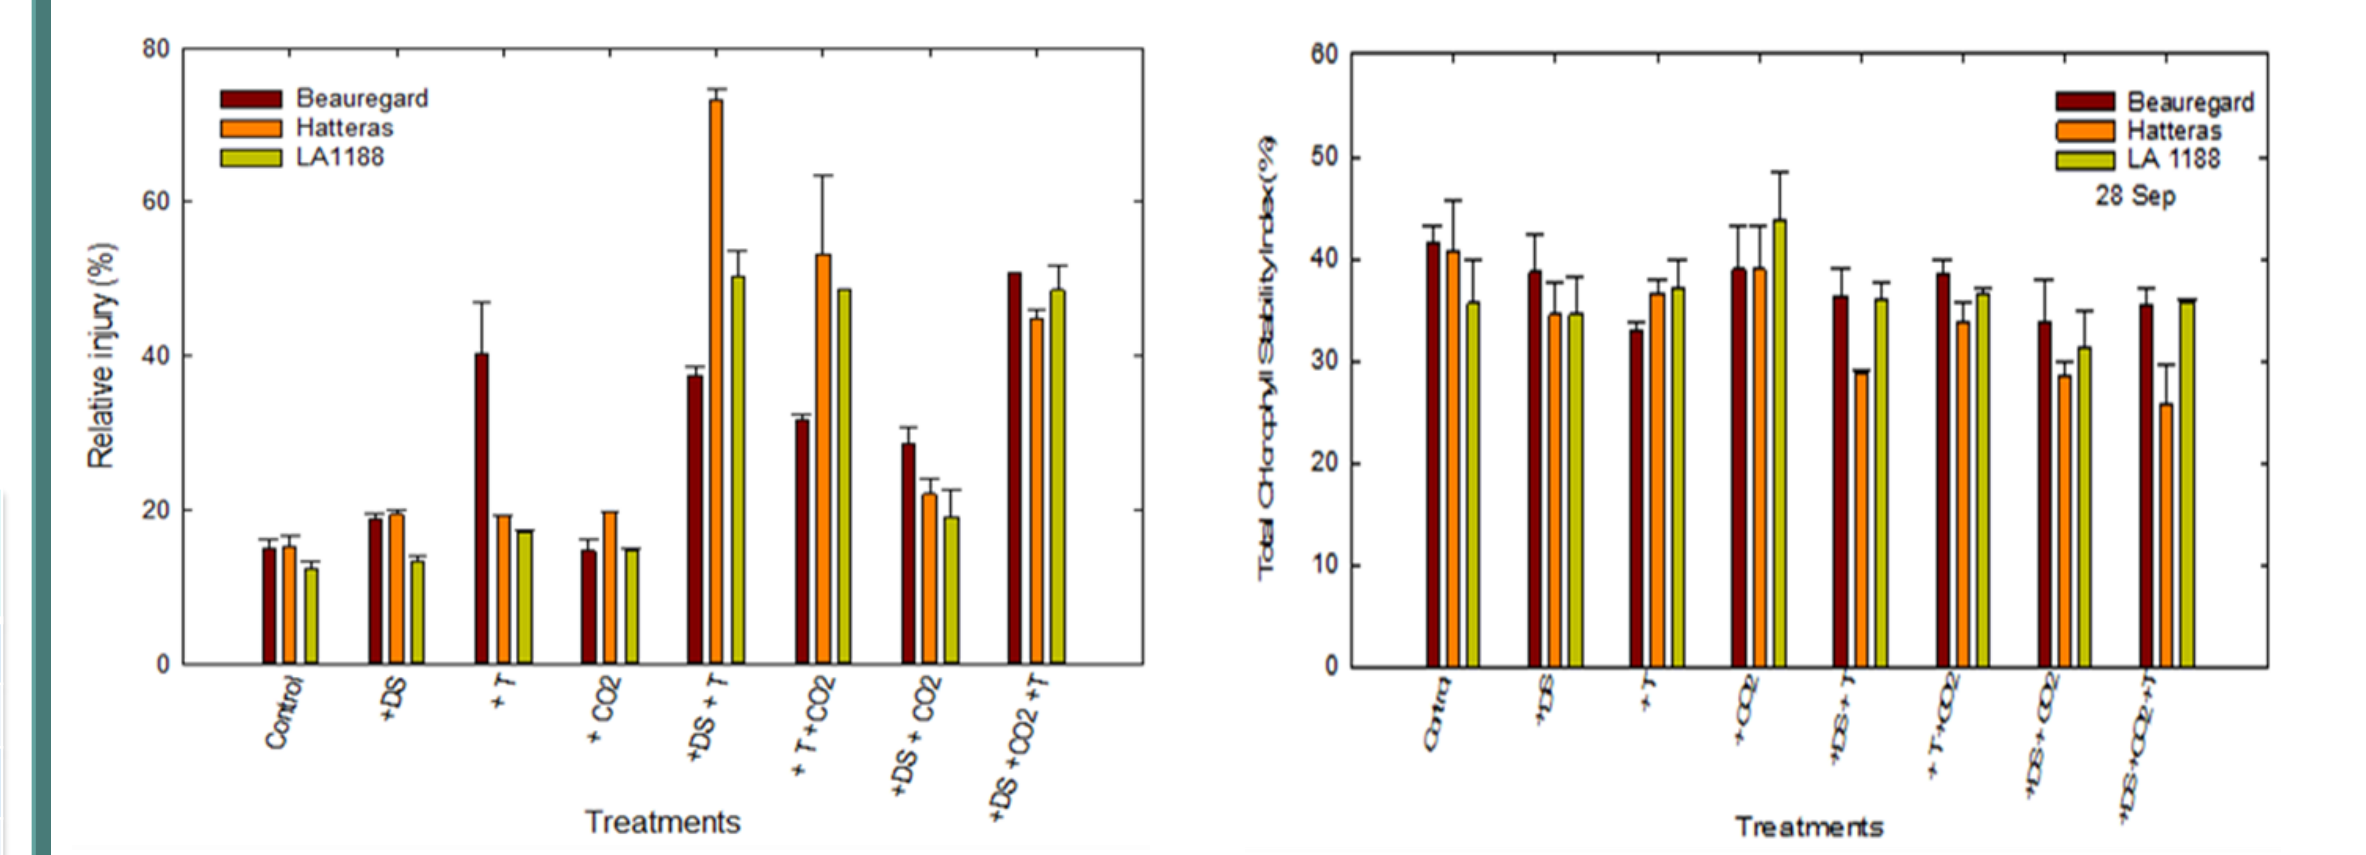 80
60
40
20
0
Relative injury (%)
Beauregard
Hatteras
LA1188
Control
+DS
+ T
+ CO2
+DS + T
+ T +CO2
+DS + CO2
+DS +CO2 +T
Treatments
60
50
40
30
20
10
0
Total CHlorophyll Stability Index (%)
Beauregard
Hatteras
LA 1188
28 Sep
Control
+DS
+ T
+ CO2
+DS + T
+ T +CO2
+DS + CO2
+DS +CO2 +T
Treatments